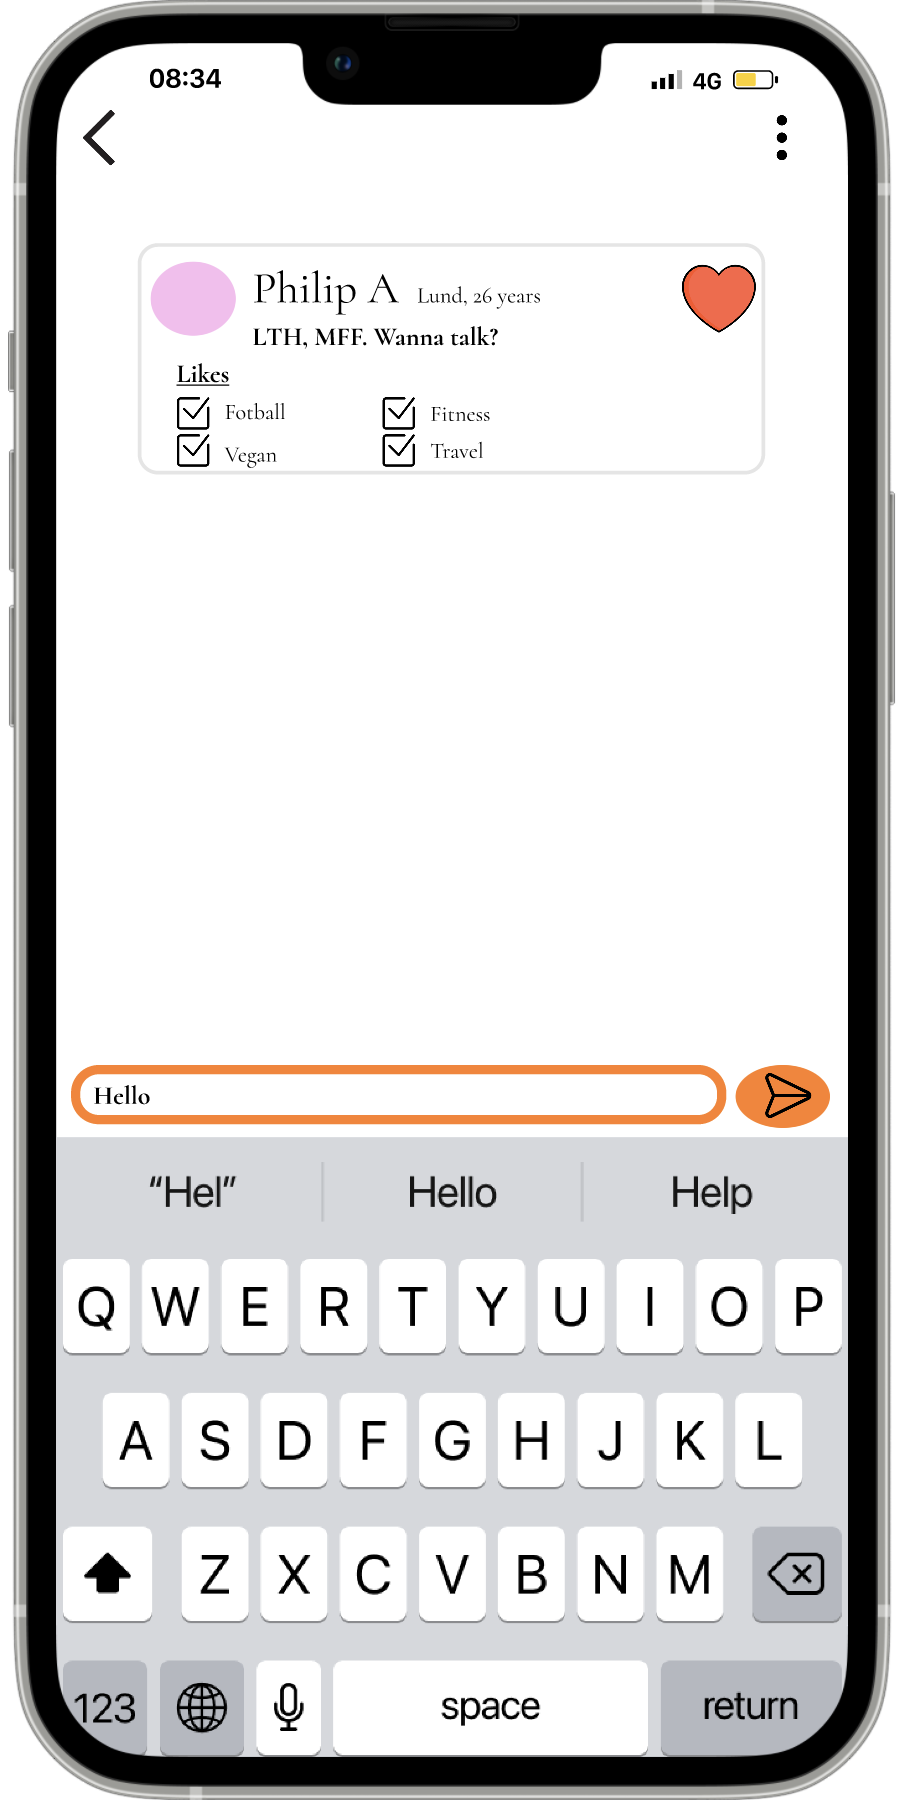 08:34 4G
Philip A Lund, 26 years
LTH, MFF. Wanna talk?
Likes
Fotball Fitness
Vegan Travel
Hello
“Hel” Hello Help
Q W E R T Y U I O P
A S D F G H J K L
Z X C V B N M
123 space return